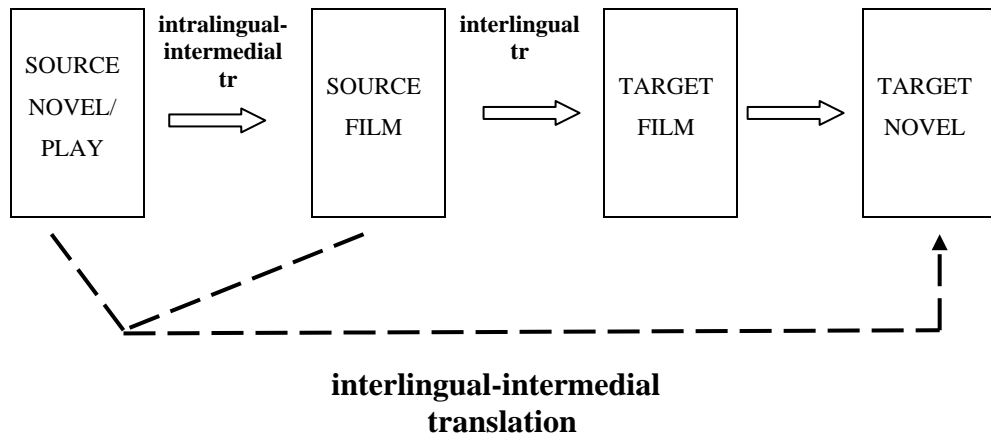 intralingual-
intermedial
tr
interlingual
tr
SOURCE
NOVEL/
PLAY
SOURCE
FILM
TARGET
FILM
TARGET
NOVEL
interlingual-intermedial
translation